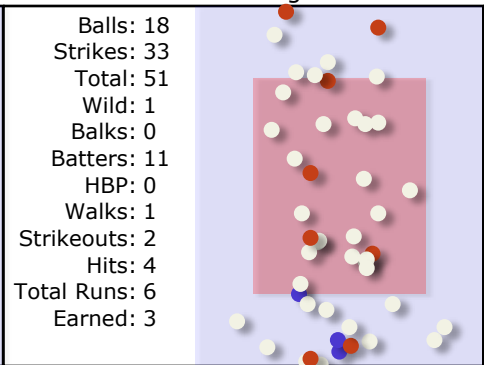 Balls: 18
Strikes: 33
Total: 51
Wild: 1
Balks: 0
Batters: 11
HBP: 0
Walks: 1
Strikeouts: 2
Hits: 4
Total Runs: 6
Earned: 3